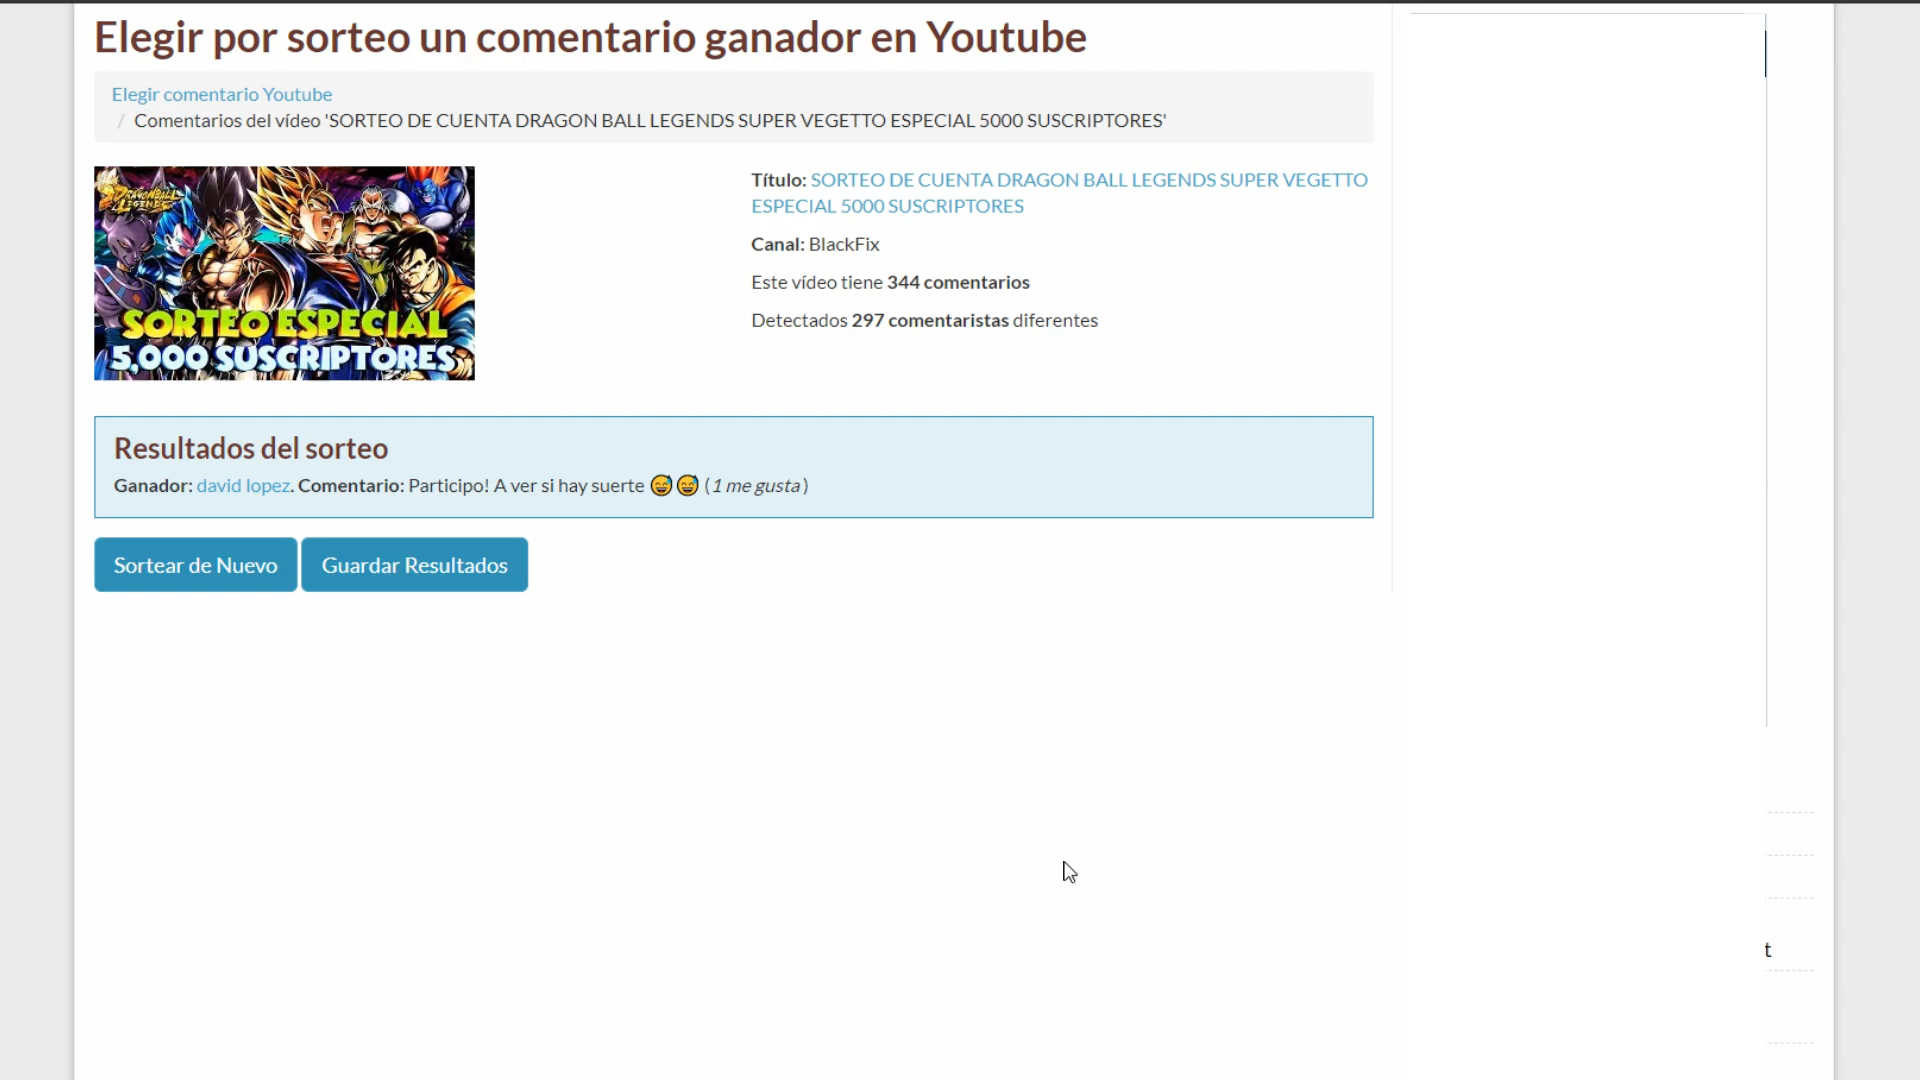 Elegir por sorteo un comentario ganador en Youtube
Elegir comentario Youtube
/ Comentarios del vídeo 'SORTEO DE CUENTA DRAGON BALL LEGENDS SUPER VEGETTO ESPECIAL 5000 SUSCRIPTORES'
DRAGONBALL
LEGENDS
SORTEO ESPECIAL
5,000 SUSCRIPTORES
Título: SORTEO DE CUENTA DRAGON BALL LEGENDS SUPER VEGETTO
ESPECIAL 5000 SUSCRIPTORES
Canal: BlackFix
Este vídeo tiene 344 comentarios
Detectados 297 comentaristas diferentes
Resultados del sorteo
Ganador: david lopez. Comentario: Participo! A ver si hay suerte 😅😅 (1 me gusta)
Sortear de Nuevo
Guardar Resultados
t